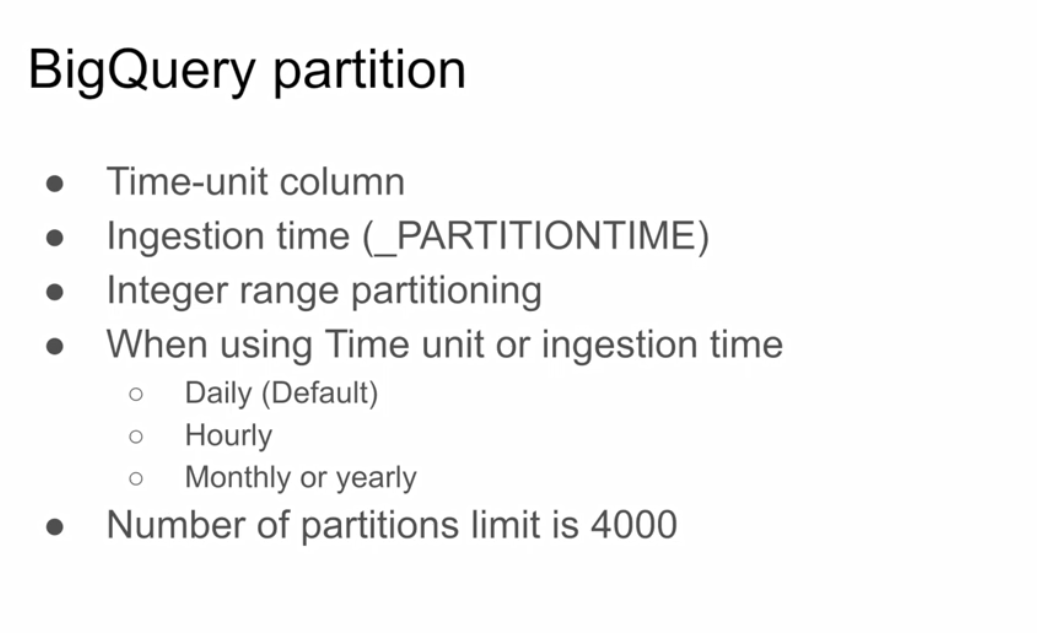 BigQuery partition
● Time-unit column
● Ingestion time (_PARTITIONTIME)
● Integer range partitioning
● When using Time unit or ingestion time
○ Daily (Default)
○ Hourly
○ Monthly or yearly
● Number of partitions limit is 4000